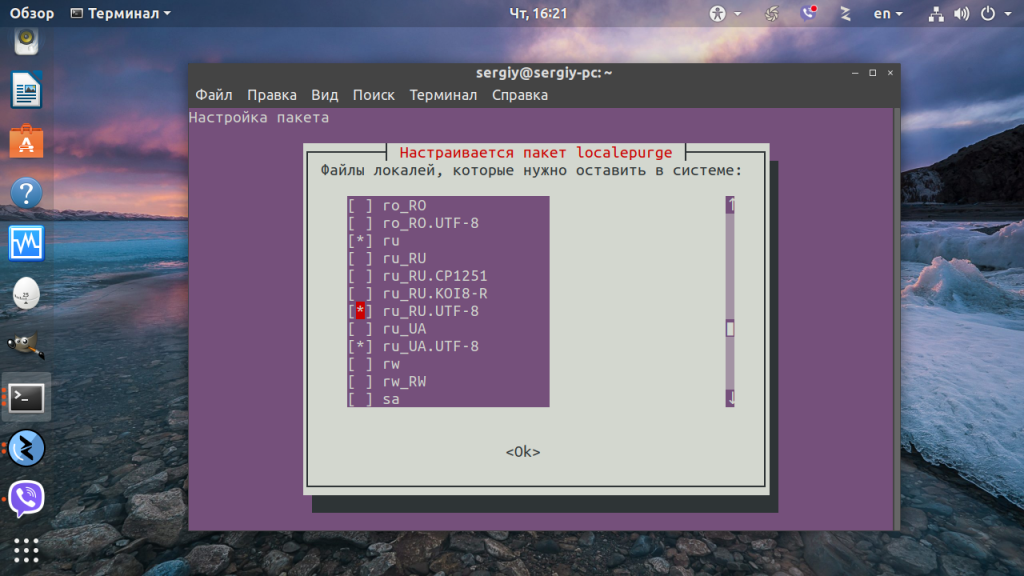 Обзор Терминал Чт, 16:21 en
sergiy@sergiy-pc: ~
Файл Правка Вид Поиск Терминал Справка
Настройка пакета
Настраивается пакет localepurge
Файлы локалей, которые нужно оставить в системе:
[ ] ro_RO
[ ] ro_RO.UTF-8
[*] ru
[ ] ru_RU
[ ] ru_RU.CP1251
[ ] ru_RU.KOI8-R
[*] ru_RU.UTF-8
[ ] ru_UA
[*] ru_UA.UTF-8
[ ] rw
[ ] rw_RW
[ ] sa
<Ok>